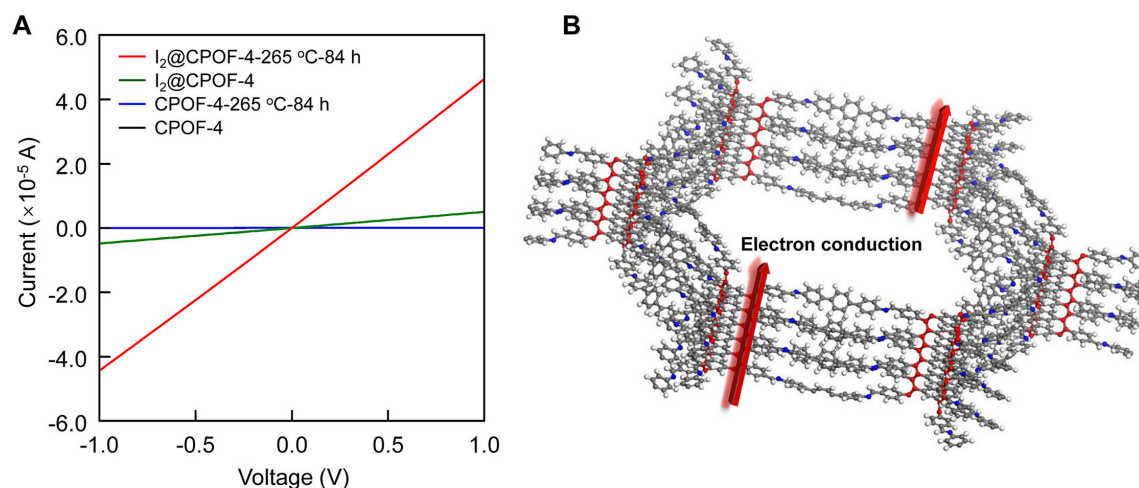 A
6.0
4.0
2.0
0.0
-2.0
-4.0
-6.0
Current (×10⁻⁵ A)
I₂@CPOF-4-265 ºC-84 h
I₂@CPOF-4
CPOF-4-265 ºC-84 h
CPOF-4
-1.0 -0.5 0.0 0.5 1.0
Voltage (V)
B
Electron conduction